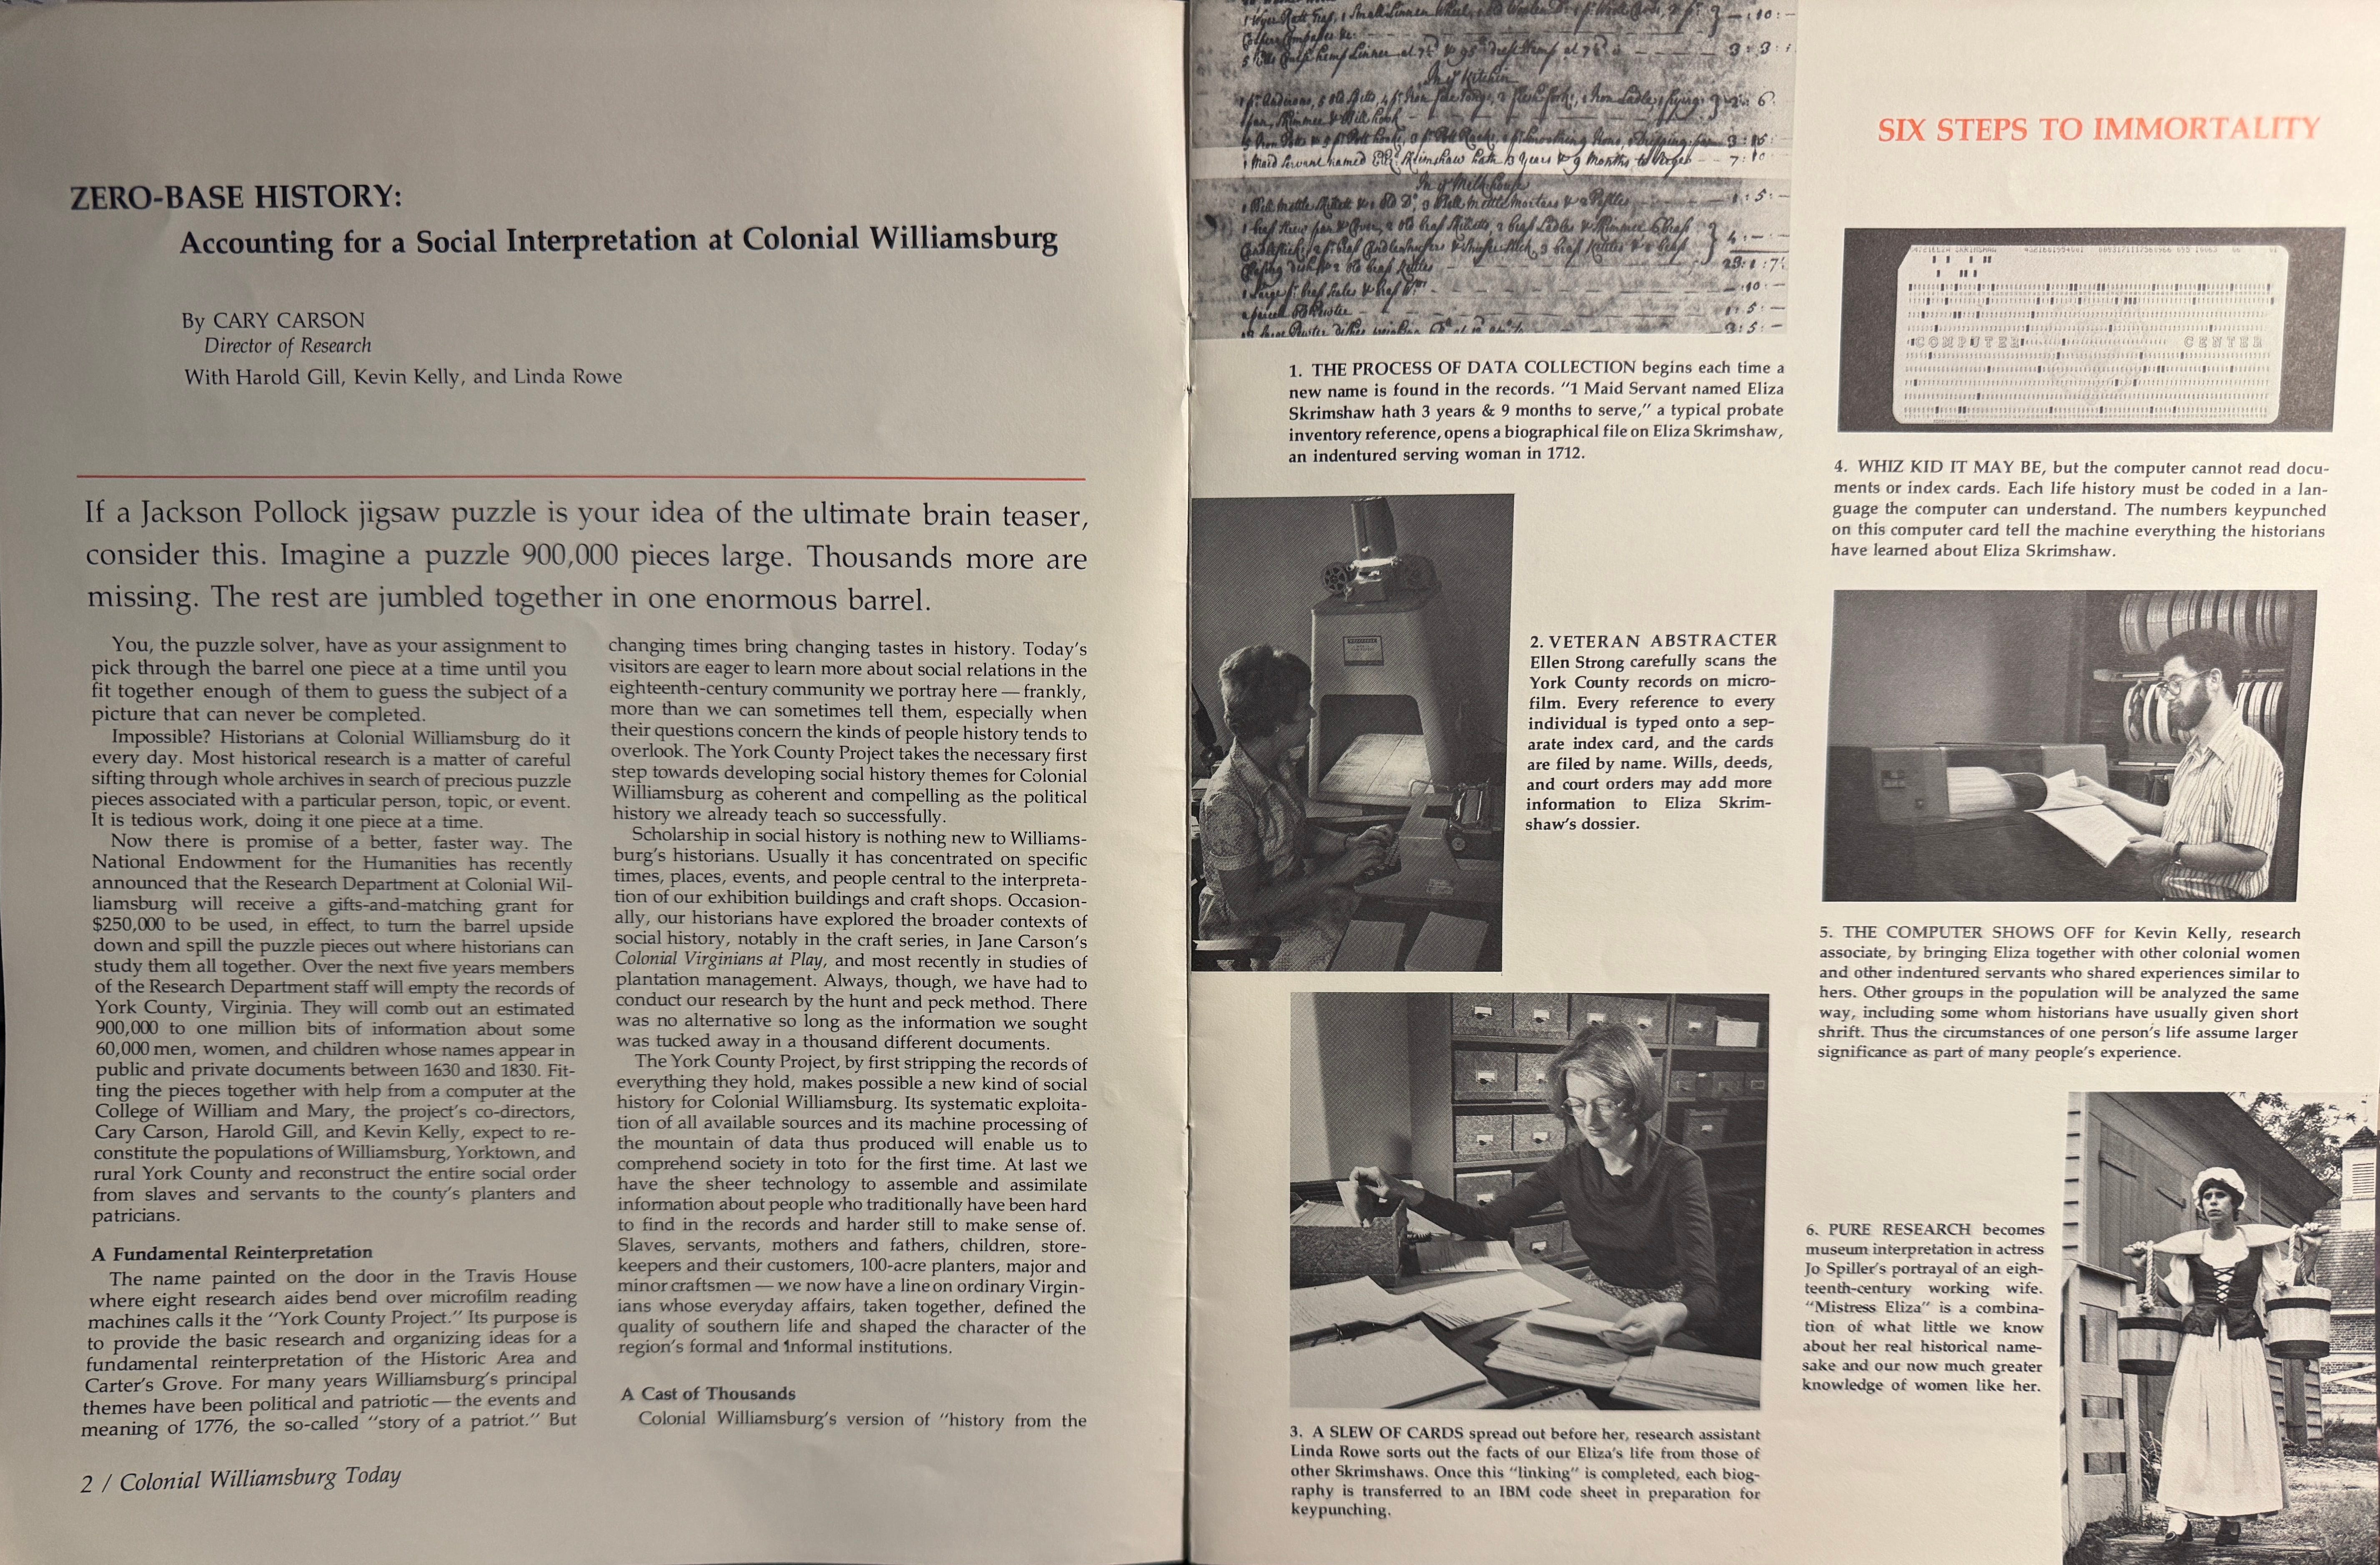 ZERO-BASE HISTORY:
Accounting for a Social Interpretation at Colonial Williamsburg
By CARY CARSON
Director of Research
With Harold Gill, Kevin Kelly, and Linda Rowe
If a Jackson Pollock jigsaw puzzle is your idea of the ultimate brain teaser,
consider this. Imagine a puzzle 900,000 pieces large. Thousands more are
missing. The rest are jumbled together in one enormous barrel.
You, the puzzle solver, have as your assignment to
pick through the barrel one piece at a time until you
fit together enough of them to guess the subject of a
picture that can never be completed.
Impossible? Historians at Colonial Williamsburg do it
every day. Most historical research is a matter of careful
sifting through whole archives in search of precious puzzle
pieces associated with a particular person, topic, or event.
It is tedious work, doing it one piece at a time.
Now there is promise of a better, faster way. The
National Endowment for the Humanities has recently
announced that the Research Department at Colonial Wil-
liamsburg will receive a gifts-and-matching grant for
$250,000 to be used, in effect, to turn the barrel upside
down and spill the puzzle pieces out where historians can
study them all together. Over the next five years members
of the Research Department staff will empty the records of
York County, Virginia. They will comb out an estimated
900,000 to one million bits of information about some
60,000 men, women, and children whose names appear in
public and private documents between 1630 and 1830. Fit-
ting the pieces together with help from a computer at the
College of William and Mary, the project's co-directors,
Cary Carson, Harold Gill, and Kevin Kelly, expect to re-
constitute the populations of Williamsburg, Yorktown, and
rural York County and reconstruct the entire social order
from slaves and servants to the county's planters and
patricians.
A Fundamental Reinterpretation
The name painted on the door in the Travis House
where eight research aides bend over microfilm reading
machines calls it the "York County Project." Its purpose is
to provide the basic research and organizing ideas for a
fundamental reinterpretation of the Historic Area and
Carter's Grove. For many years Williamsburg's principal
themes have been political and patriotic — the events and
meaning of 1776, the so-called "story of a patriot." But
changing times bring changing tastes in history. Today's
visitors are eager to learn more about social relations in the
eighteenth-century community we portray here — frankly,
more than we can sometimes tell them, especially when
their questions concern the kinds of people history tends to
overlook. The York County Project takes the necessary first
step towards developing social history themes for Colonial
Williamsburg as coherent and compelling as the political
history we already teach so successfully.
Scholarship in social history is nothing new to Williams-
burg's historians. Usually it has concentrated on specific
times, places, events, and people central to the interpreta-
tion of our exhibition buildings and craft shops. Occasion-
ally, our historians have explored the broader contexts of
social history, notably in the craft series, in Jane Carson's
Colonial Virginians at Play, and most recently in studies of
plantation management. Always, though, we have had to
conduct our research by the hunt and peck method. There
was no alternative so long as the information we sought
was tucked away in a thousand different documents.
The York County Project, by first stripping the records of
everything they hold, makes possible a new kind of social
history for Colonial Williamsburg. Its systematic exploita-
tion of all available sources and its machine processing of
the mountain of data thus produced will enable us to
comprehend society in toto for the first time. At last we
have the sheer technology to assemble and assimilate
information about people who traditionally have been hard
to find in the records and harder still to make sense of.
Slaves, servants, mothers and fathers, children, store-
keepers and their customers, 100-acre planters, major and
minor craftsmen — we now have a line on ordinary Virgin-
ians whose everyday affairs, taken together, defined the
quality of southern life and shaped the character of the
region's formal and informal institutions.
A Cast of Thousands
Colonial Williamsburg's version of "history from the
2 / Colonial Williamsburg Today
In ye Kitchin
1 Maid Servant named Eliz: Skrimshaw hath 3 Years & 9 Months to Serve 7:10
In ye Milkhouse
1. THE PROCESS OF DATA COLLECTION begins each time a
new name is found in the records. "1 Maid Servant named Eliza
Skrimshaw hath 3 years & 9 months to serve," a typical probate
inventory reference, opens a biographical file on Eliza Skrimshaw,
an indentured serving woman in 1712.
2. VETERAN ABSTRACTER
Ellen Strong carefully scans the
York County records on micro-
film. Every reference to every
individual is typed onto a sep-
arate index card, and the cards
are filed by name. Wills, deeds,
and court orders may add more
information to Eliza Skrim-
shaw's dossier.
3. A SLEW OF CARDS spread out before her, research assistant
Linda Rowe sorts out the facts of our Eliza's life from those of
other Skrimshaws. Once this "linking" is completed, each biog-
raphy is transferred to an IBM code sheet in preparation for
keypunching.
SIX STEPS TO IMMORTALITY
COMPUTER CENTER
4. WHIZ KID IT MAY BE, but the computer cannot read docu-
ments or index cards. Each life history must be coded in a lan-
guage the computer can understand. The numbers keypunched
on this computer card tell the machine everything the historians
have learned about Eliza Skrimshaw.
5. THE COMPUTER SHOWS OFF for Kevin Kelly, research
associate, by bringing Eliza together with other colonial women
and other indentured servants who shared experiences similar to
hers. Other groups in the population will be analyzed the same
way, including some whom historians have usually given short
shrift. Thus the circumstances of one person's life assume larger
significance as part of many people's experience.
6. PURE RESEARCH becomes
museum interpretation in actress
Jo Spiller's portrayal of an eigh-
teenth-century working wife.
"Mistress Eliza" is a combina-
tion of what little we know
about her real historical name-
sake and our now much greater
knowledge of women like her.